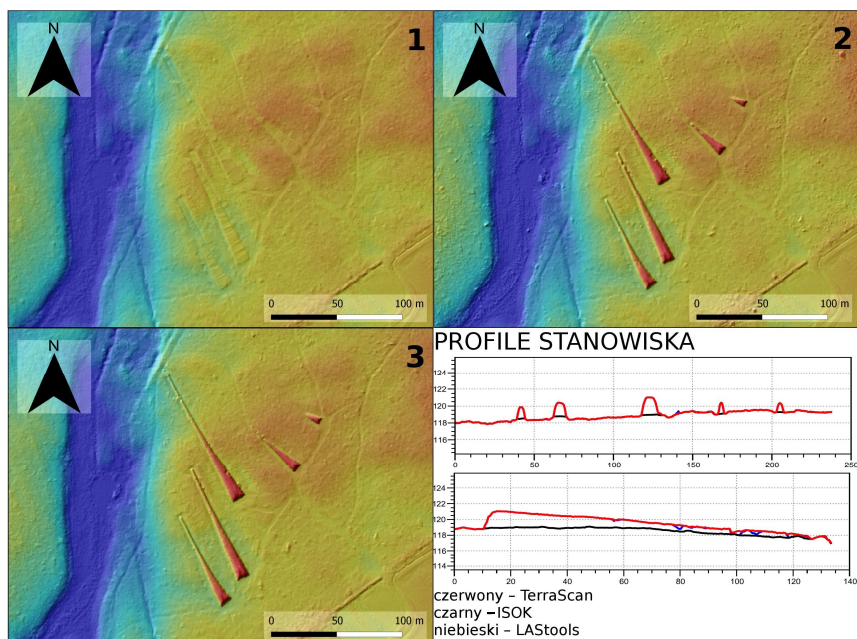 N
1
0 50 100 m
N
2
0 50 100 m
N
3
0 50 100 m
PROFILE STANOWISKA
124
122
120
118
116
114
0 50 100 150 200 250
124
122
120
118
116
114
0 20 40 60 80 100 120 140
czerwony – TerraScan
czarny –ISOK
niebieski – LAStools